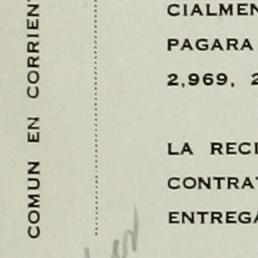 COMUN EN CORRIENT
CIALMEN
PAGARA
2,969, 2
LA RECI
CONTRAT
ENTREGA